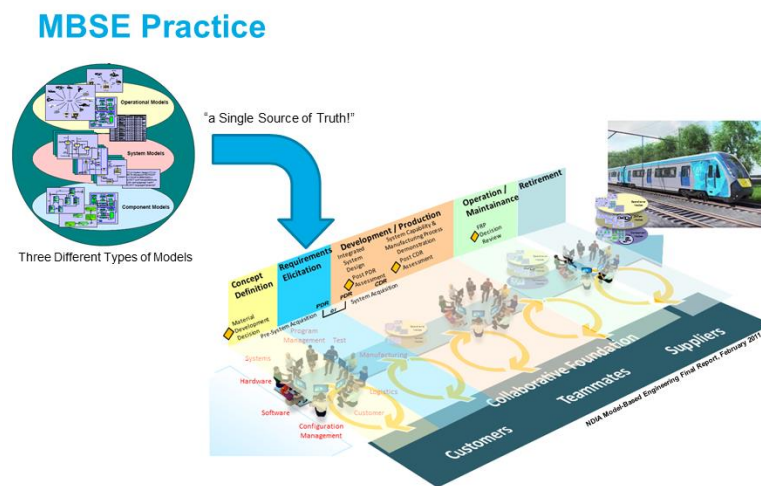 MBSE Practice
Operational Models
System Models
Component Models
Three Different Types of Models
"a Single Source of Truth!"
Concept
Definition
Requirements
Elicitation
Development / Production
Operation /
Maintainance
Retirement
Material
Development
Decision
Integrated
System
Design
Post PDR
Assessment
System Capability &
Manufacturing Process
Demonstration
Post CDR
Assessment
FRP
Decision
Review
PDR
or
PDR
CDR
Pre-System Acquisition
System Acquisition
Program
Management
Test
Systems
Manufacturing
Hardware
Logistics
Software
Customer
Configuration
Management
Collaborative Foundation
Customers
Teammates
Suppliers
NDIA Model-Based Engineering Final Report, February 2011